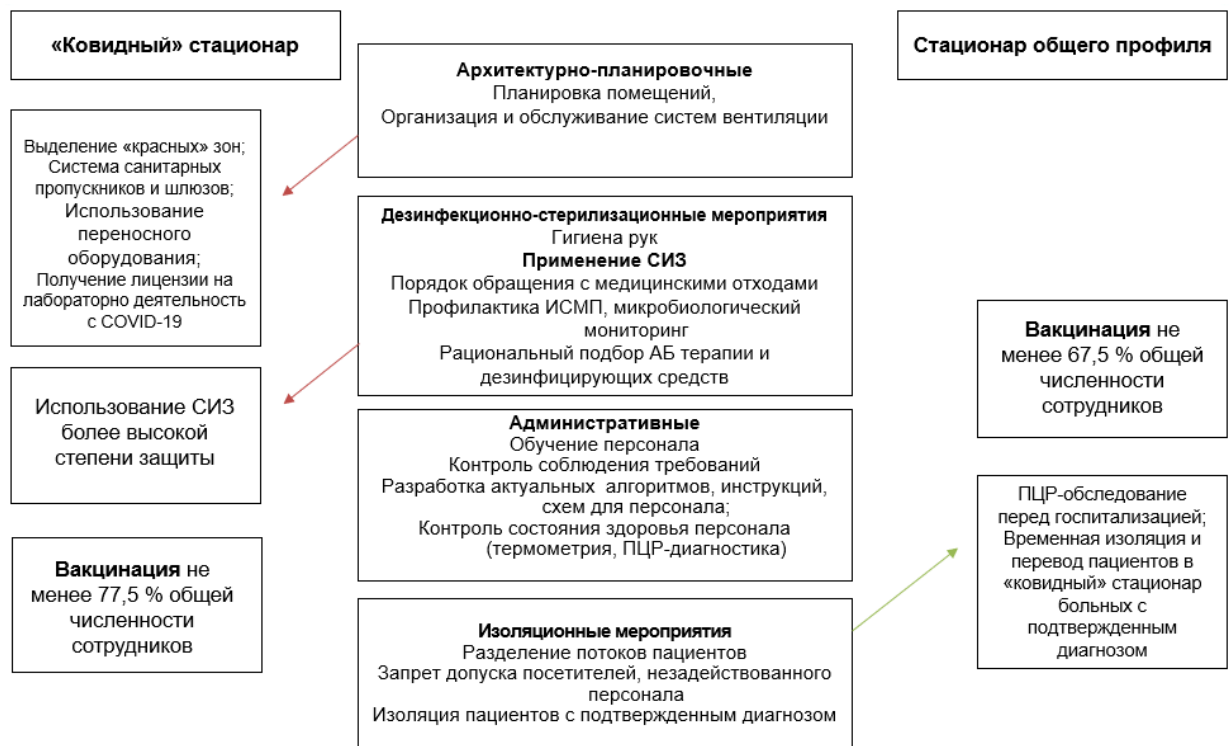 «Ковидный» стационар
Выделение «красных» зон;
Система санитарных
пропускников и шлюзов;
Использование
переносного
оборудования;
Получение лицензии на
лабораторно деятельность
с COVID-19
Использование СИЗ
более высокой
степени защиты
Вакцинация не
менее 77,5 % общей
численности
сотрудников
Архитектурно-планировочные
Планировка помещений,
Организация и обслуживание систем вентиляции
Дезинфекционно-стерилизационные мероприятия
Гигиена рук
Применение СИЗ
Порядок обращения с медицинскими отходами
Профилактика ИСМП, микробиологический
мониторинг
Рациональный подбор АБ терапии и
дезинфицирующих средств
Административные
Обучение персонала
Контроль соблюдения требований
Разработка актуальных алгоритмов, инструкций,
схем для персонала;
Контроль состояния здоровья персонала
(термометрия, ПЦР-диагностика)
Изоляционные мероприятия
Разделение потоков пациентов
Запрет допуска посетителей, незадействованного
персонала
Изоляция пациентов с подтвержденным диагнозом
Стационар общего профиля
Вакцинация не
менее 67,5 % общей
численности
сотрудников
ПЦР-обследование
перед госпитализацией;
Временная изоляция и
перевод пациентов в
«ковидный» стационар
больных с
подтвержденным
диагнозом